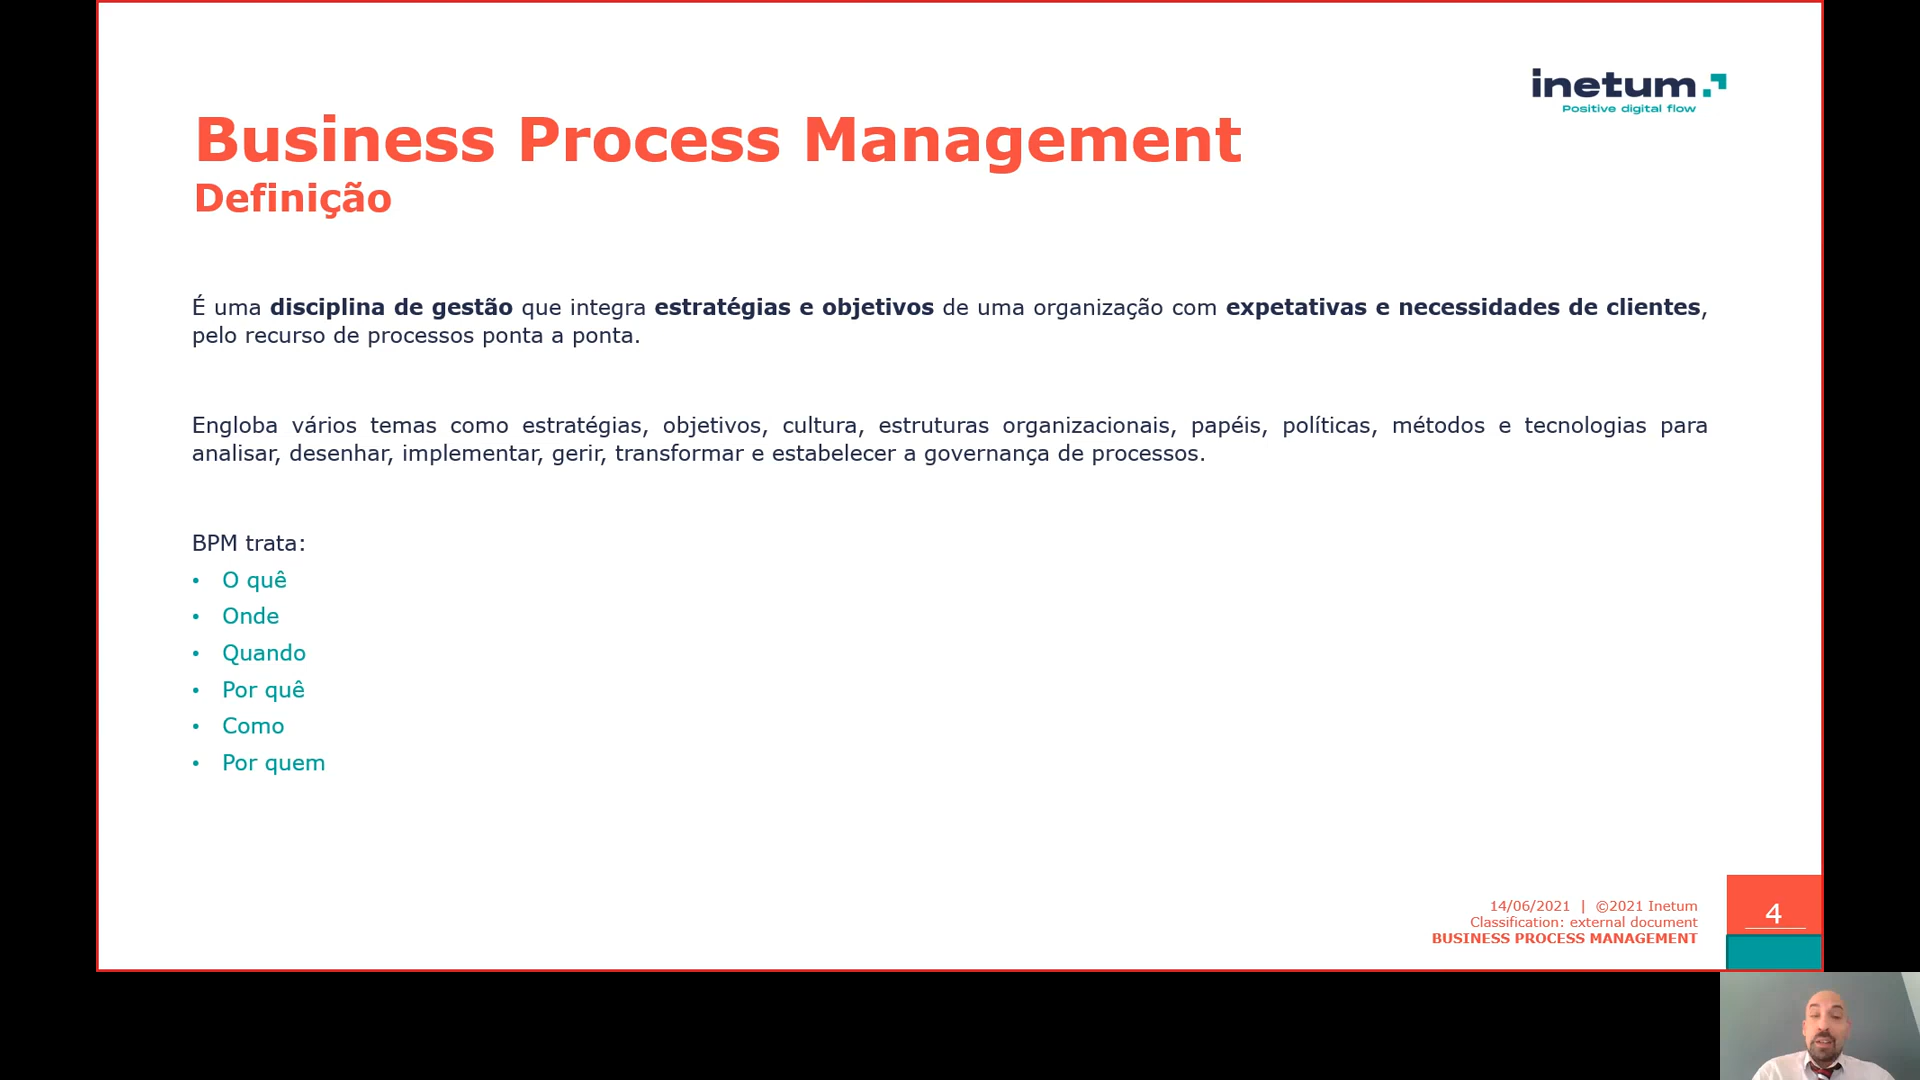 inetum
Positive digital flow
Business Process Management
Definição
É uma disciplina de gestão que integra estratégias e objetivos de uma organização com expetativas e necessidades de clientes,
pelo recurso de processos ponta a ponta.
Engloba vários temas como estratégias, objetivos, cultura, estruturas organizacionais, papéis, políticas, métodos e tecnologias para
analisar, desenhar, implementar, gerir, transformar e estabelecer a governança de processos.
BPM trata:
• O quê
• Onde
• Quando
• Por quê
• Como
• Por quem
14/06/2021 | ©2021 Inetum
Classification: external document
BUSINESS PROCESS MANAGEMENT
4